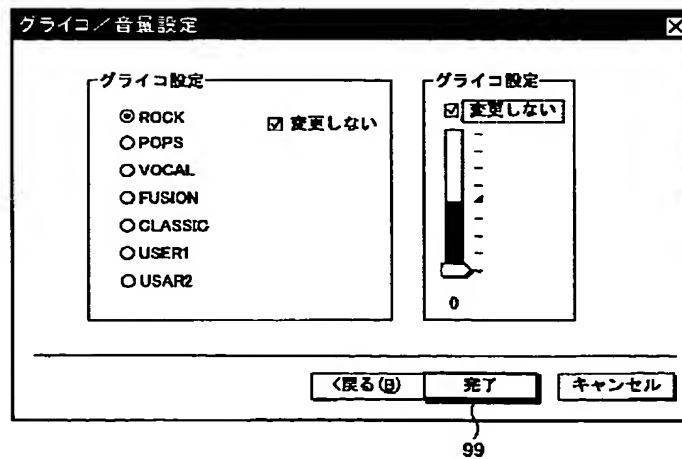 グライコ/音量設定
グライコ設定
ROCK
変更しない
POPS
VOCAL
FUSION
CLASSIC
USER1
USAR2
グライコ設定
変更しない
0
<戻る(B)
完了
キャンセル
99